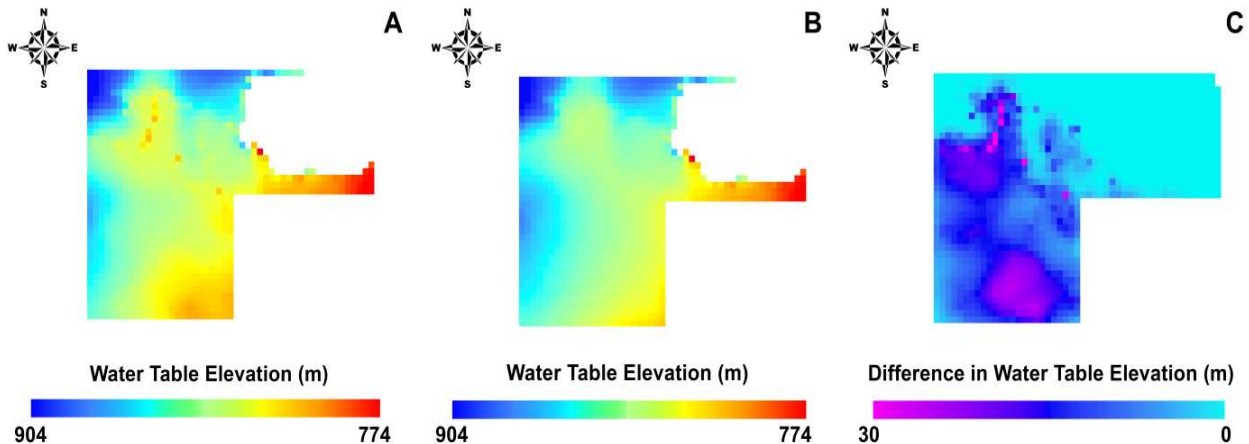 A
B
C
N
W E
S
N
W E
S
N
W E
S
Water Table Elevation (m)
904 774
Water Table Elevation (m)
904 774
Difference in Water Table Elevation (m)
30 0